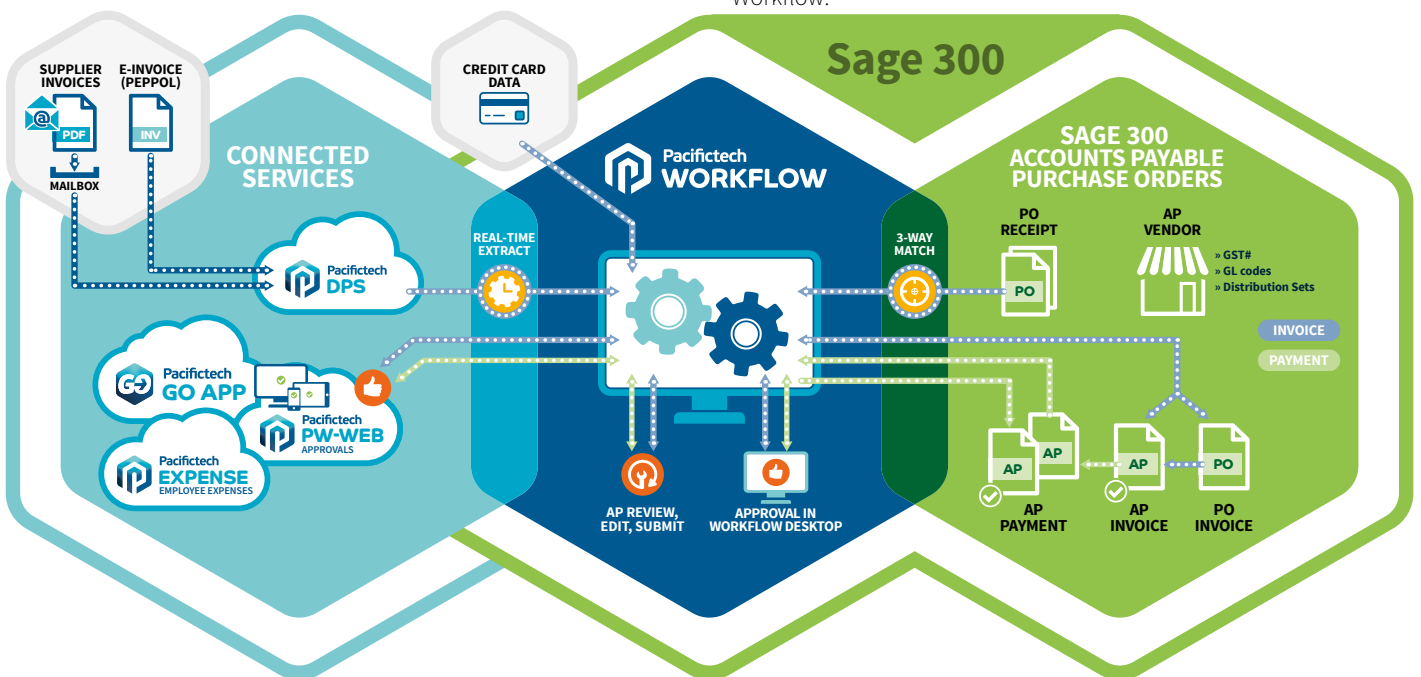 Workflow.
Sage 300
SUPPLIER
INVOICES
E-INVOICE
(PEPPOL)
@
PDF
INV
MAILBOX
CREDIT CARD
DATA
CONNECTED
SERVICES
Pacifictech
WORKFLOW
SAGE 300
ACCOUNTS PAYABLE
PURCHASE ORDERS
REAL-TIME
EXTRACT
3-WAY
MATCH
PO
RECEIPT
PO
AP
VENDOR
» GST#
» GL codes
» Distribution Sets
INVOICE
PAYMENT
Pacifictech
DPS
GO
Pacifictech
GO APP
Pacifictech
PW-WEB
APPROVALS
Pacifictech
EXPENSE
EMPLOYEE EXPENSES
AP REVIEW,
EDIT, SUBMIT
APPROVAL IN
WORKFLOW DESKTOP
AP
AP
AP
PO
AP
PAYMENT
AP
INVOICE
PO
INVOICE